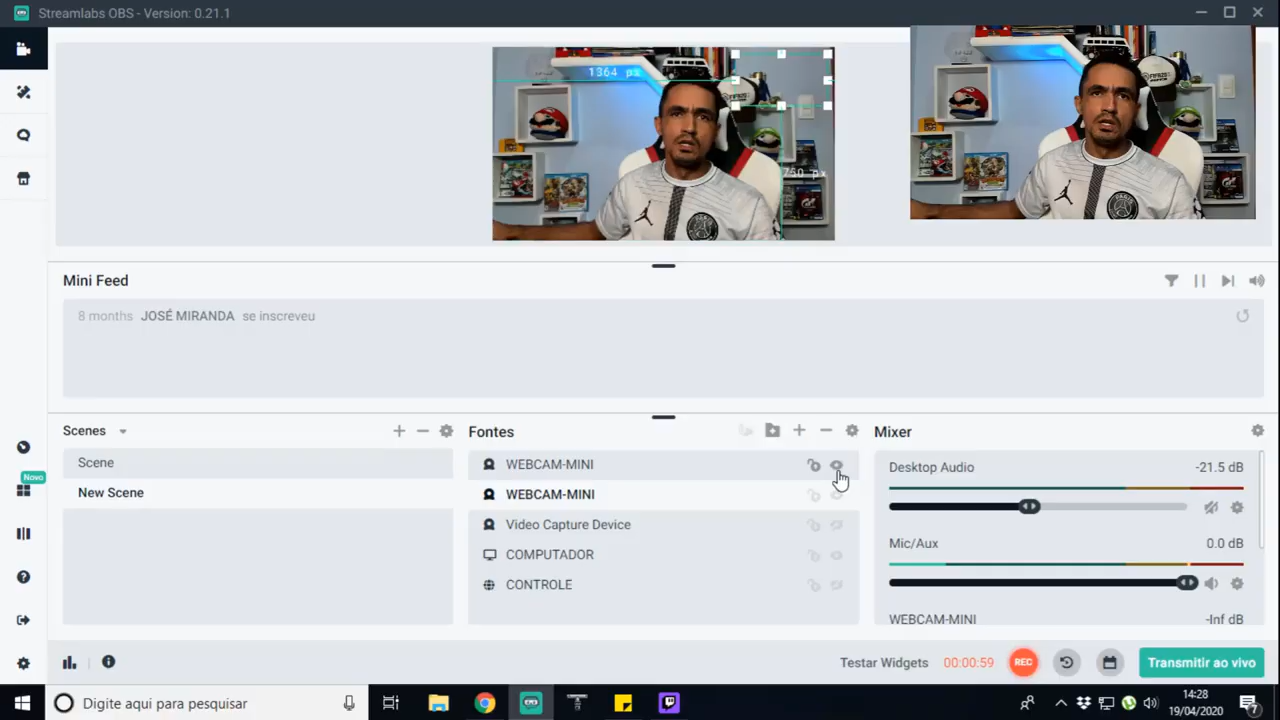 Streamlabs OBS - Version: 0.21.1
1364 px
750 px
Mini Feed
8 months JOSÉ MIRANDA se inscreveu
Scenes
Scene
New Scene
Novo
Fontes
WEBCAM-MINI
WEBCAM-MINI
Video Capture Device
COMPUTADOR
CONTROLE
Mixer
Desktop Audio -21.5 dB
Mic/Aux 0.0 dB
WEBCAM-MINI -Inf dB
Testar Widgets 00:00:59 REC Transmitir ao vivo
Digite aqui para pesquisar
14:28
19/04/2020
7